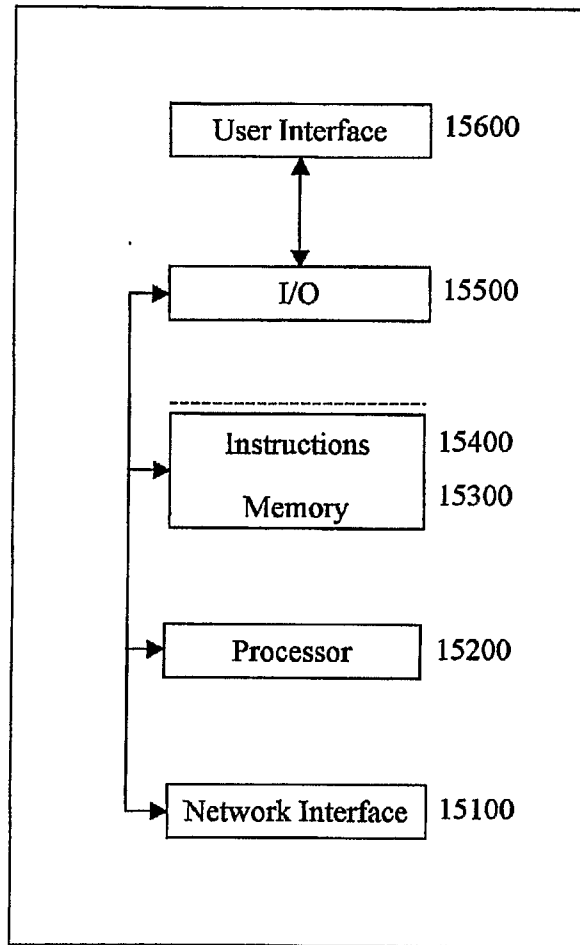 User Interface 15600
I/O 15500
Instructions 15400
Memory 15300
Processor 15200
Network Interface 15100